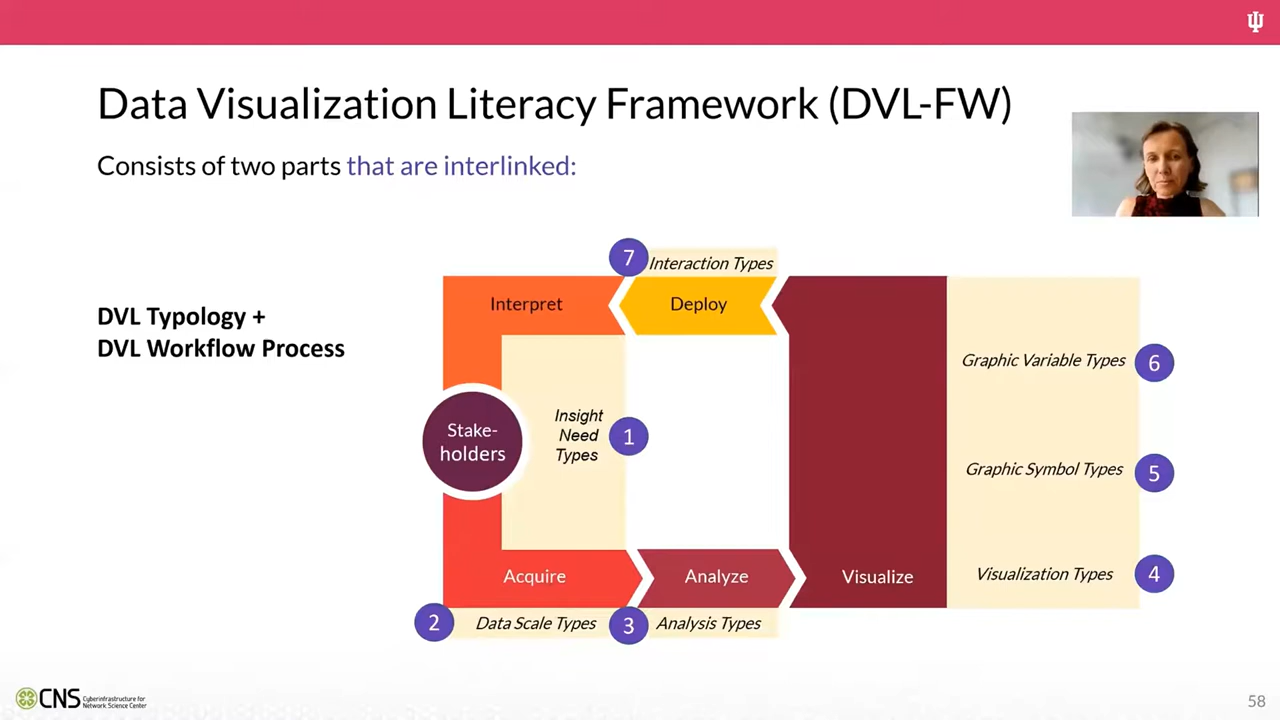 Data Visualization Literacy Framework (DVL-FW)
Consists of two parts that are interlinked:
DVL Typology +
DVL Workflow Process
7
Interaction Types
Interpret
Deploy
Stake-
holders
Insight
Need
Types
1
Graphic Variable Types
6
Graphic Symbol Types
5
Visualization Types
4
Acquire
Analyze
Visualize
2
Data Scale Types
3
Analysis Types
CNS
Cyberinfrastructure for
Network Science Center
58